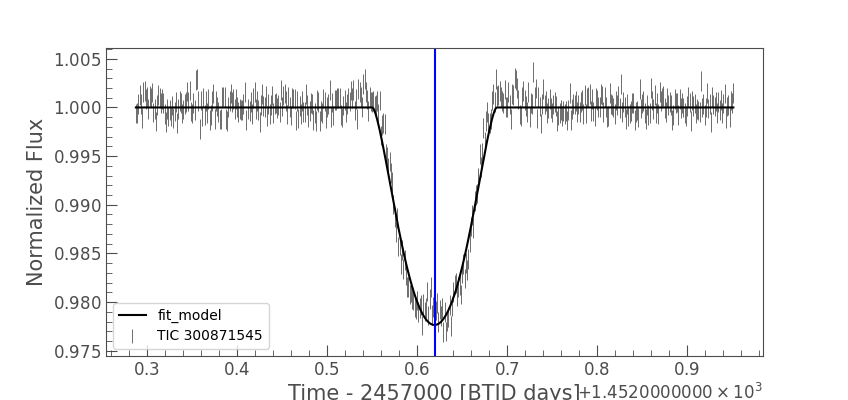 1.005
1.000
0.995
0.990
0.985
0.980
0.975
Normalized Flux
fit_model
TIC 300871545
0.3 0.4 0.5 0.6 0.7 0.8 0.9
Time - 2457000 [BTJD days]
+1.4520000000 × 10³